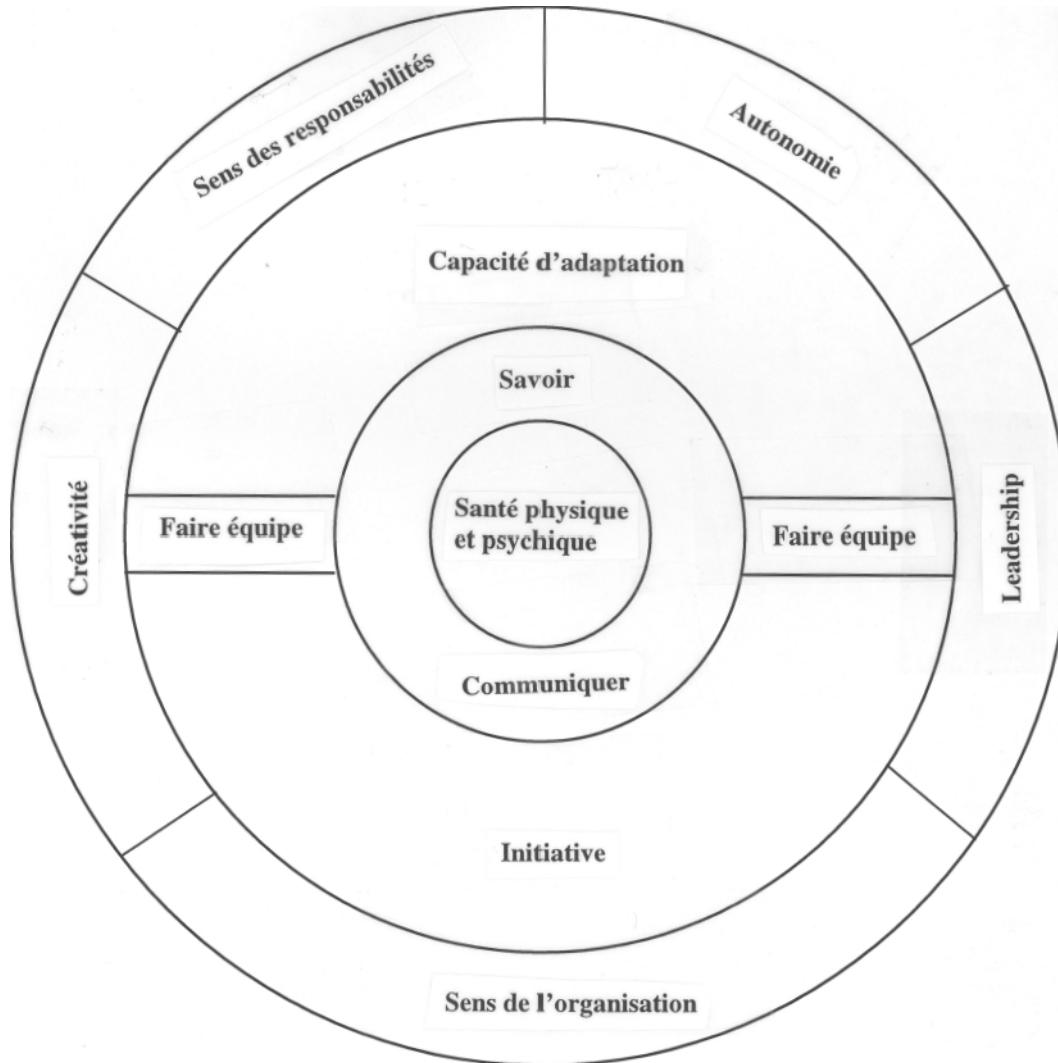 Sens des responsabilités
Autonomie
Capacité d'adaptation
Savoir
Créativité
Faire équipe
Santé physique
et psychique
Faire équipe
Leadership
Communiquer
Initiative
Sens de l'organisation